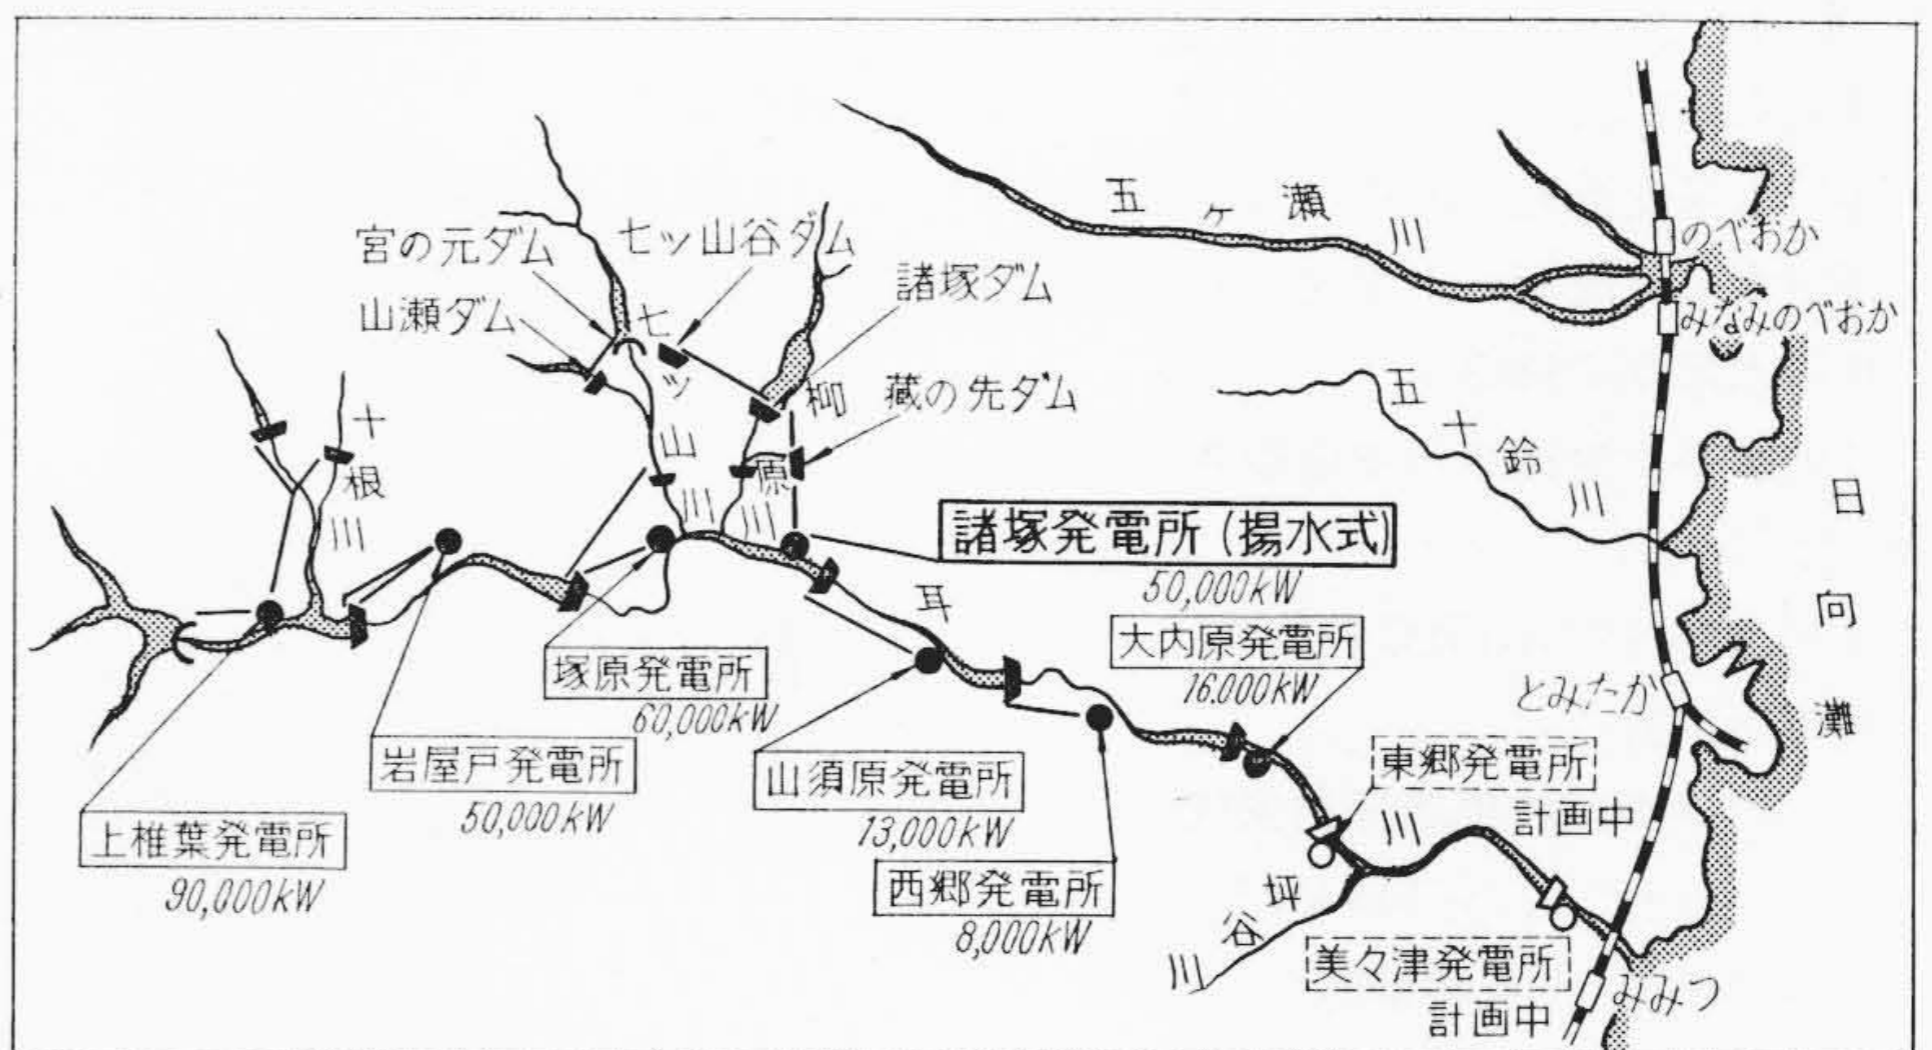 五ヶ瀬川
のべおか
みなみのべおか
宮の元ダム
七ッ山谷ダム
諸塚ダム
山瀬ダム
七ッ山川
柳原川
蔵の先ダム
十根川
五十鈴川
日向灘
諸塚発電所(揚水式)
50,000kW
耳川
大内原発電所
16.000kW
塚原発電所
60,000kW
とみたか
岩屋戸発電所
50,000kW
山須原発電所
13,000kW
東郷発電所
計画中
上椎葉発電所
90,000kW
西郷発電所
8,000kW
坪谷川
美々津発電所
計画中
みみつ